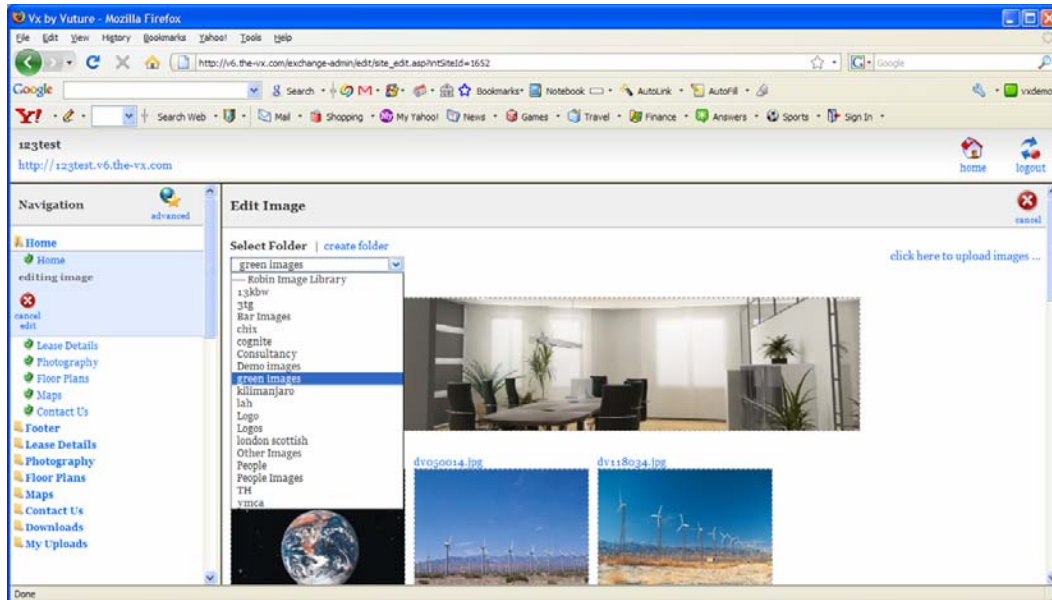 Vx by Vuture - Mozilla Firefox
File Edit View History Bookmarks Yahoo! Tools Help
http://v6.the-vx.com/exchange-admin/edit/site_edit.asp?intSiteId=1652 Google
Google Search Bookmarks Notebook AutoLink AutoFill vxdemo
Y! Search Web Mail Shopping My Yahoo! News Games Travel Finance Answers Sports Sign In
123test
http://123test.v6.the-vx.com
home logout
Navigation
advanced
Edit Image
cancel
Home
Home
editing image
cancel
edit
Lease Details
Photography
Floor Plans
Maps
Contact Us
Footer
Lease Details
Photography
Floor Plans
Maps
Contact Us
Downloads
My Uploads
Select Folder | create folder
click here to upload images ...
green images
---- Robin Image Library
13kbw
3tg
Bar Images
chix
cognite
Consultancy
Demo images
green images
kilimanjaro
lah
Logo
Logos
london scottish
Other Images
People
People Images
TH
ymca
dv050014.jpg dv118034.jpg
Done